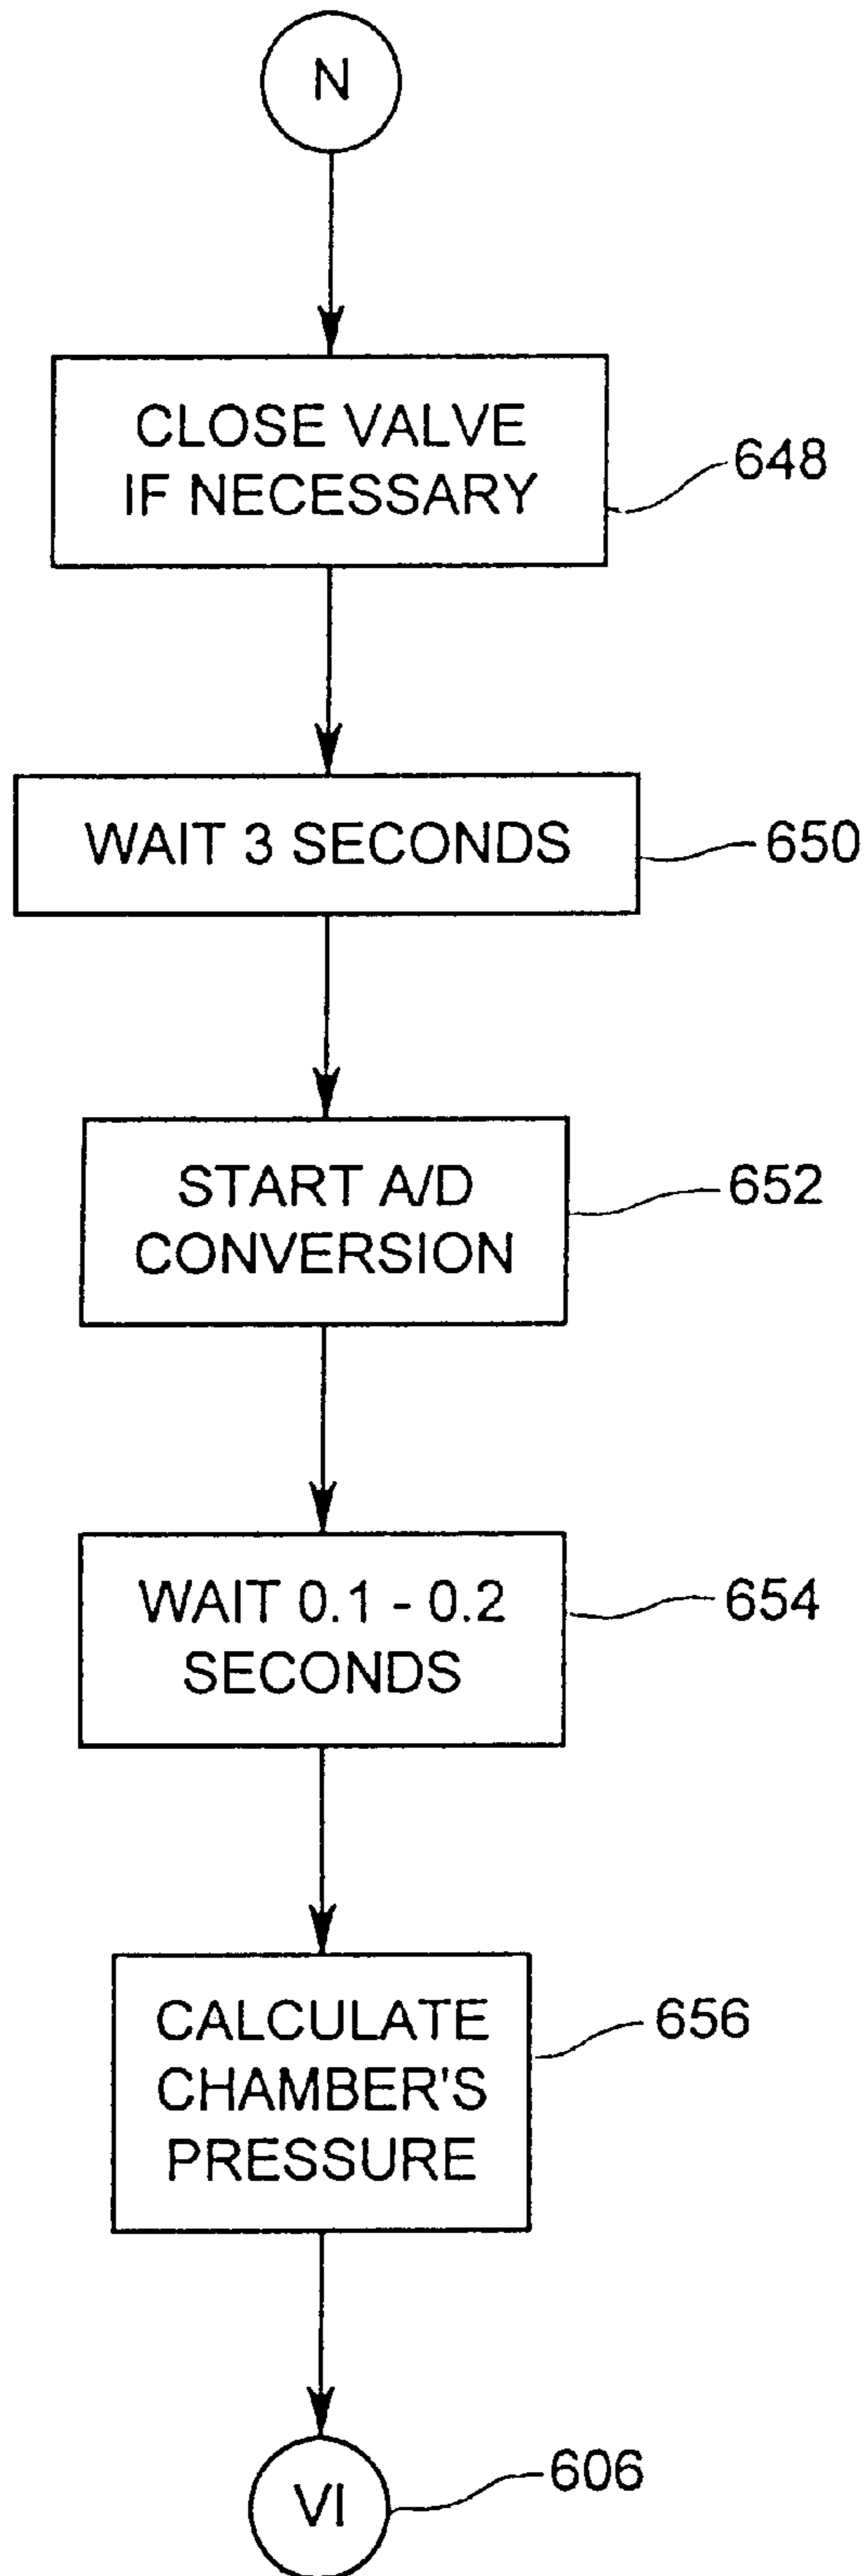 N
CLOSE VALVE
IF NECESSARY
648
WAIT 3 SECONDS
650
START A/D
CONVERSION
652
WAIT 0.1 - 0.2
SECONDS
654
CALCULATE
CHAMBER'S
PRESSURE
656
VI
606